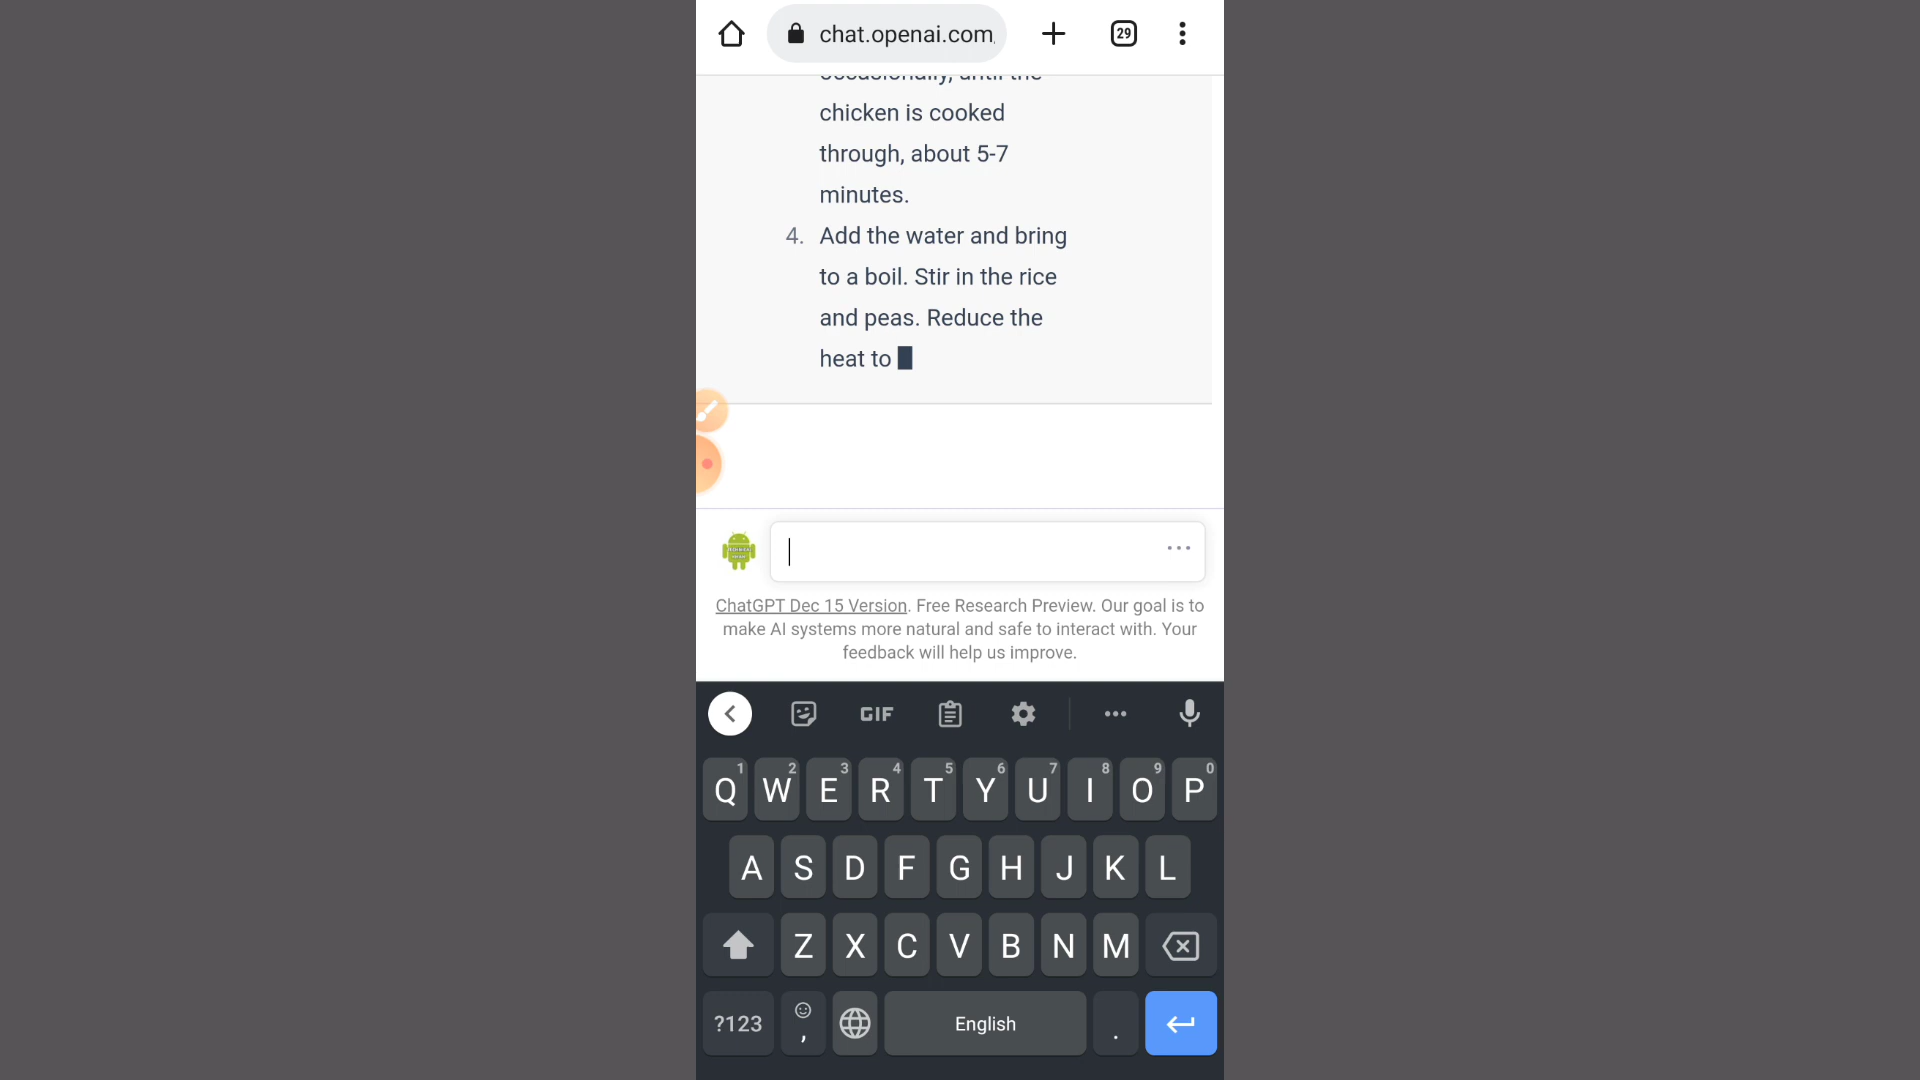 chat.openai.com
29
occasionally, until the
chicken is cooked
through, about 5-7
minutes.
4. Add the water and bring
to a boil. Stir in the rice
and peas. Reduce the
heat to
ChatGPT Dec 15 Version. Free Research Preview. Our goal is to
make AI systems more natural and safe to interact with. Your
feedback will help us improve.
GIF
1 2 3 4 5 6 7 8 9 0
Q W E R T Y U I O P
A S D F G H J K L
Z X C V B N M
?123 , English .